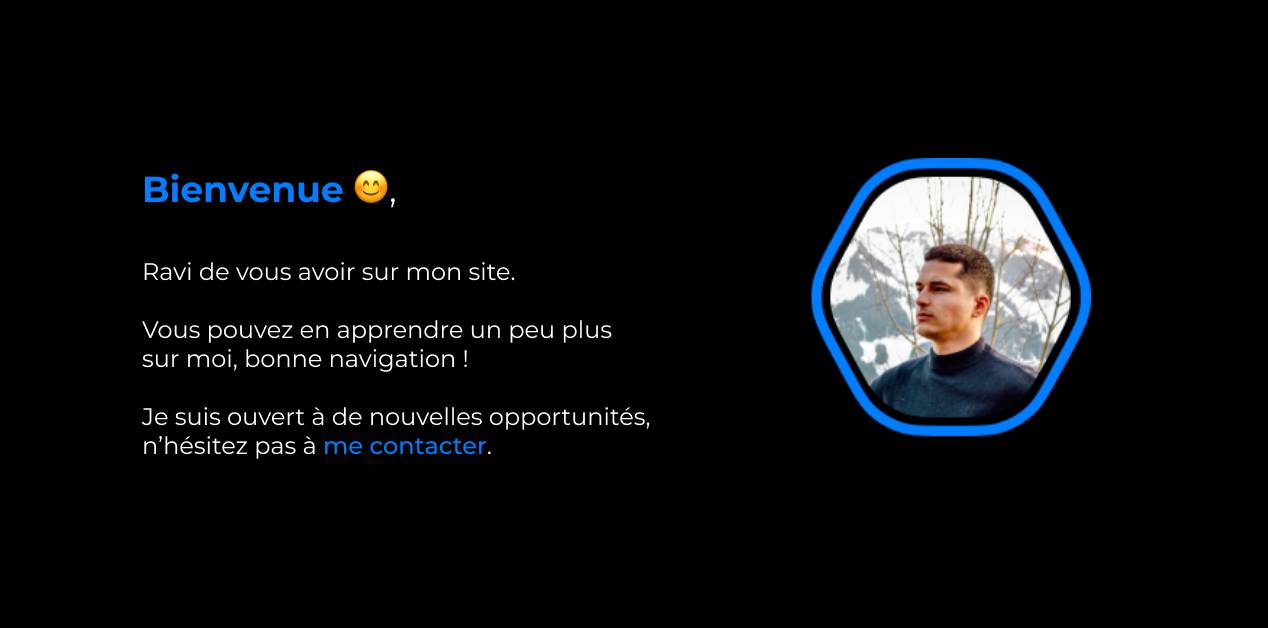 Bienvenue 😊,
Ravi de vous avoir sur mon site.
Vous pouvez en apprendre un peu plus
sur moi, bonne navigation !
Je suis ouvert à de nouvelles opportunités,
n’hésitez pas à me contacter.